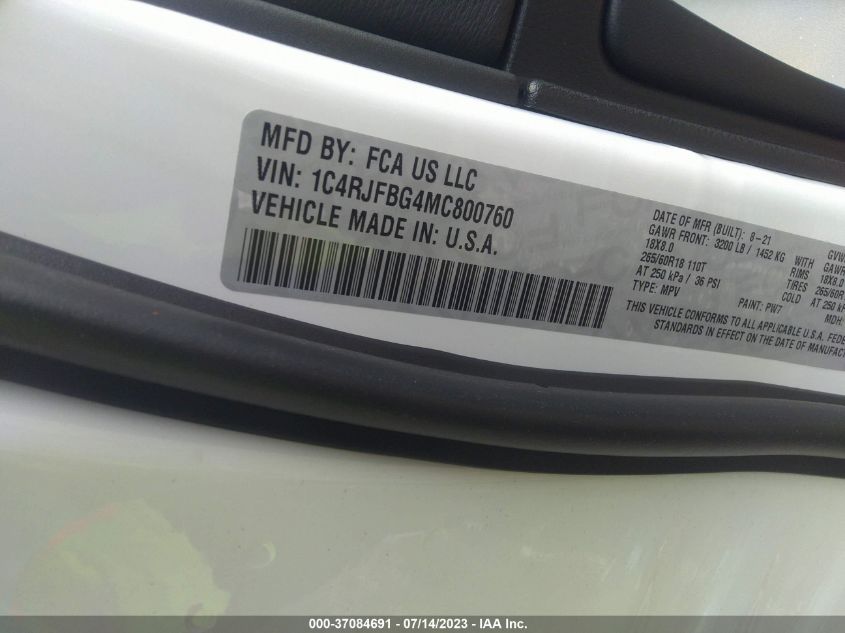 MFD BY: FCA US LLC
VIN: 1C4RJFBG4MC800760
VEHICLE MADE IN: U.S.A.
DATE OF MFR (BUILT): 8-21
GAWR FRONT: 3200 LB / 1452 KG WITH
18X8.0 RIMS
265/60R18 110T TIRES
AT 250 kPa / 36 PSI COLD
TYPE: MPV PAINT: PW7
THIS VEHICLE CONFORMS TO ALL APPLICABLE U.S.A.
STANDARDS IN EFFECT ON THE DATE OF
18X8.0
265/60R
AT 250
MDH:
000-37084691 - 07/14/2023 - IAA Inc.